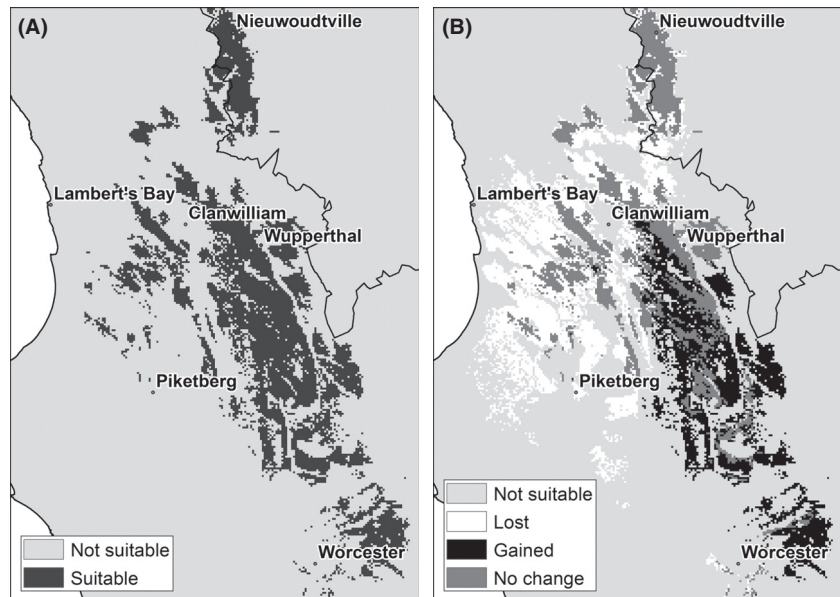 (A)
Nieuwoudtville
Lambert's Bay
Clanwilliam
Wupperthal
Piketberg
Worcester
Not suitable
Suitable
(B)
Nieuwoudtville
Lambert's Bay
Clanwilliam
Wupperthal
Piketberg
Worcester
Not suitable
Lost
Gained
No change